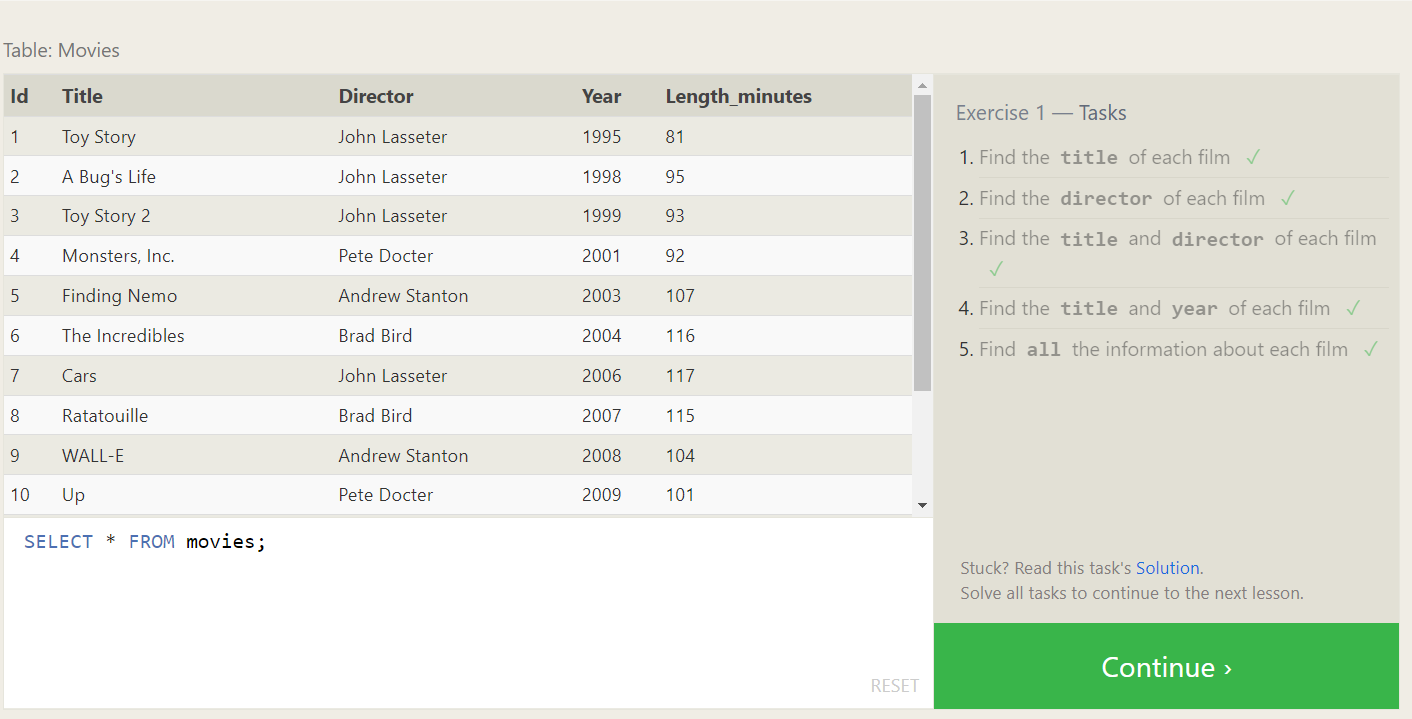 Table: Movies
Id Title Director Year Length_minutes
1 Toy Story John Lasseter 1995 81
2 A Bug's Life John Lasseter 1998 95
3 Toy Story 2 John Lasseter 1999 93
4 Monsters, Inc. Pete Docter 2001 92
5 Finding Nemo Andrew Stanton 2003 107
6 The Incredibles Brad Bird 2004 116
7 Cars John Lasseter 2006 117
8 Ratatouille Brad Bird 2007 115
9 WALL-E Andrew Stanton 2008 104
10 Up Pete Docter 2009 101
SELECT * FROM movies;
RESET
Exercise 1 — Tasks
1. Find the title of each film ✓
2. Find the director of each film ✓
3. Find the title and director of each film
✓
4. Find the title and year of each film ✓
5. Find all the information about each film ✓
Stuck? Read this task's Solution.
Solve all tasks to continue to the next lesson.
Continue ›